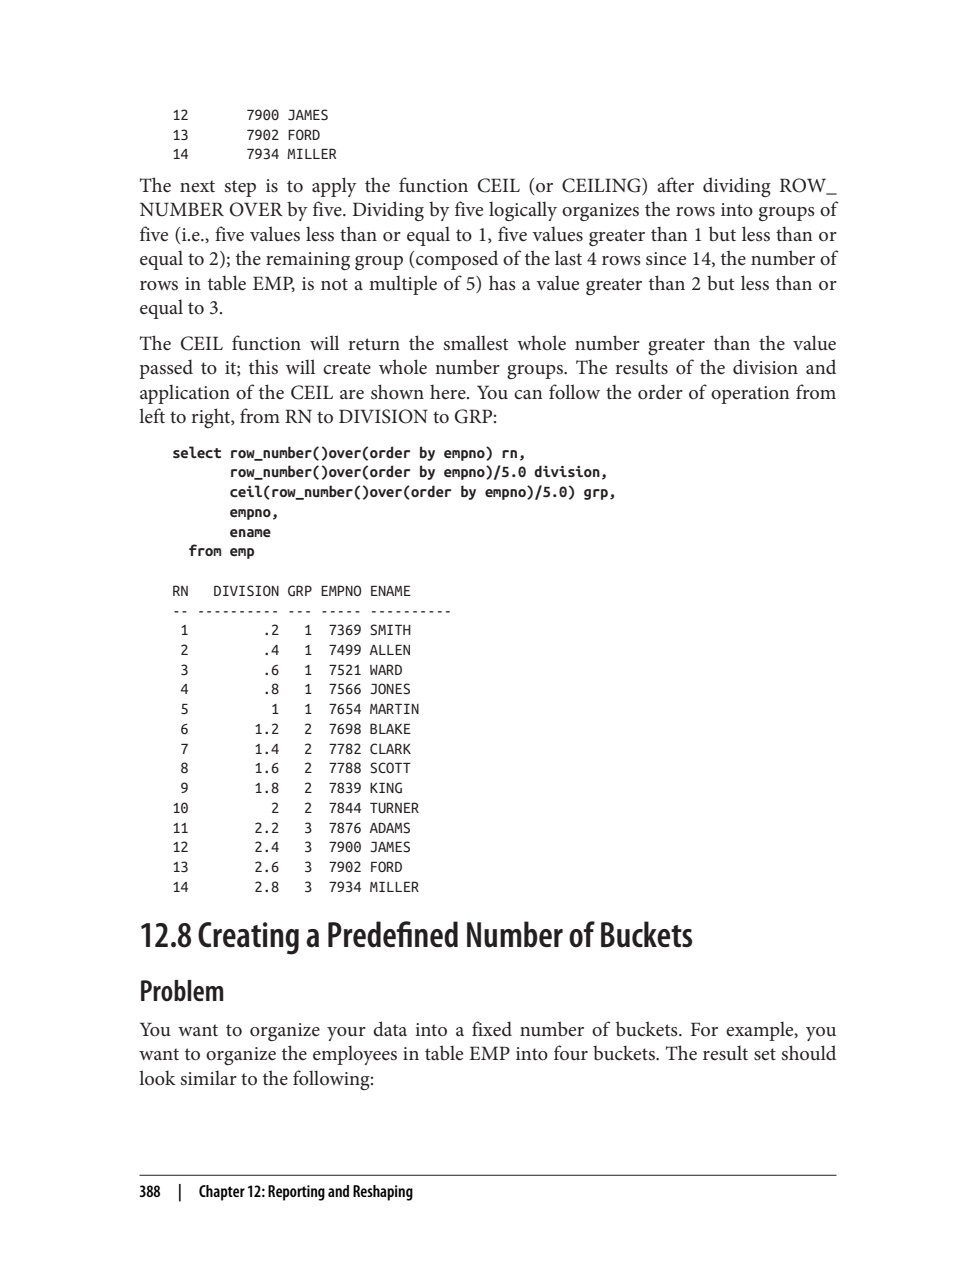 12       7900 JAMES
13       7902 FORD
14       7934 MILLER
The next step is to apply the function CEIL (or CEILING) after dividing ROW_
NUMBER OVER by five. Dividing by five logically organizes the rows into groups of
five (i.e., five values less than or equal to 1, five values greater than 1 but less than or
equal to 2); the remaining group (composed of the last 4 rows since 14, the number of
rows in table EMP, is not a multiple of 5) has a value greater than 2 but less than or
equal to 3.
The CEIL function will return the smallest whole number greater than the value
passed to it; this will create whole number groups. The results of the division and
application of the CEIL are shown here. You can follow the order of operation from
left to right, from RN to DIVISION to GRP:
select row_number()over(order by empno) rn,
       row_number()over(order by empno)/5.0 division,
       ceil(row_number()over(order by empno)/5.0) grp,
       empno,
       ename
  from emp
RN   DIVISION GRP EMPNO ENAME
-- ---------- --- ----- ----------
 1         .2   1  7369 SMITH
 2         .4   1  7499 ALLEN
 3         .6   1  7521 WARD
 4         .8   1  7566 JONES
 5          1   1  7654 MARTIN
 6        1.2   2  7698 BLAKE
 7        1.4   2  7782 CLARK
 8        1.6   2  7788 SCOTT
 9        1.8   2  7839 KING
10          2   2  7844 TURNER
11        2.2   3  7876 ADAMS
12        2.4   3  7900 JAMES
13        2.6   3  7902 FORD
14        2.8   3  7934 MILLER
12.8 Creating a Predefined Number of Buckets
Problem
You want to organize your data into a fixed number of buckets. For example, you
want to organize the employees in table EMP into four buckets. The result set should
look similar to the following:
388 | Chapter 12: Reporting and Reshaping